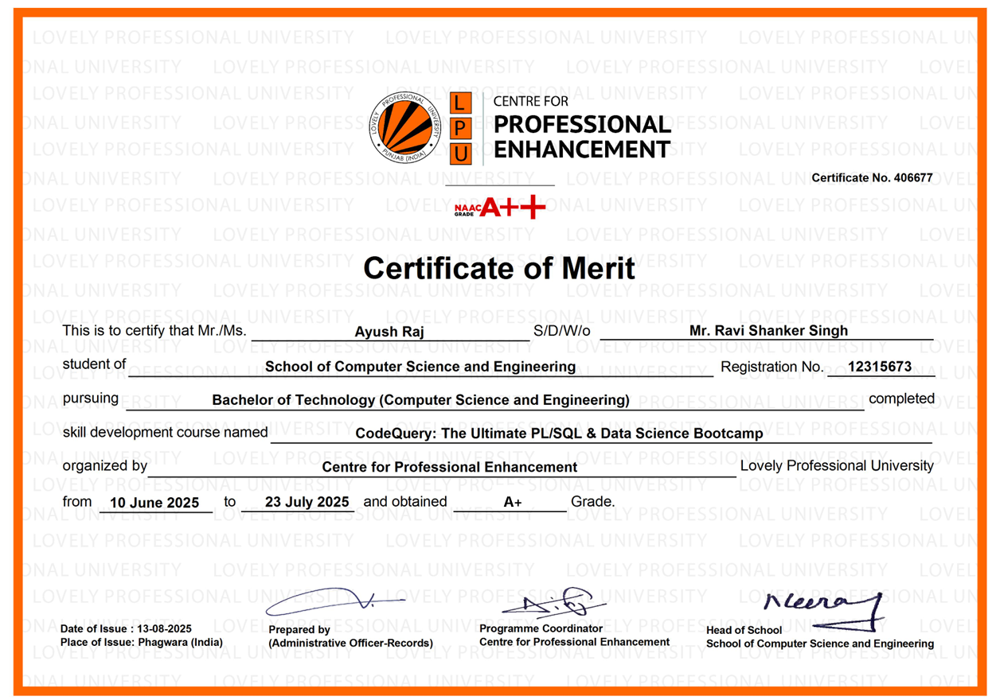 LOVELY PROFESSIONAL UNIVERSITY
PUNJAB (INDIA)
L
P
U
CENTRE FOR
PROFESSIONAL
ENHANCEMENT
Certificate No. 406677
NAAC
GRADE
A++
Certificate of Merit
This is to certify that Mr./Ms. Ayush Raj S/D/W/o Mr. Ravi Shanker Singh
student of School of Computer Science and Engineering Registration No. 12315673
pursuing Bachelor of Technology (Computer Science and Engineering) completed
skill development course named CodeQuery: The Ultimate PL/SQL & Data Science Bootcamp
organized by Centre for Professional Enhancement Lovely Professional University
from 10 June 2025 to 23 July 2025 and obtained A+ Grade.
Neeraj
Date of Issue : 13-08-2025
Place of Issue: Phagwara (India)
Prepared by
(Administrative Officer-Records)
Programme Coordinator
Centre for Professional Enhancement
Head of School
School of Computer Science and Engineering